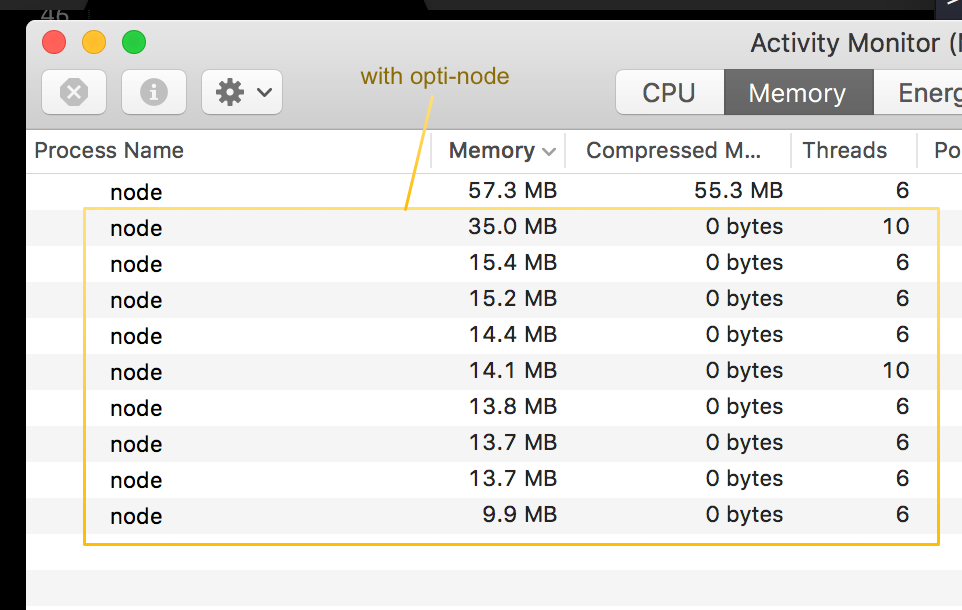 46
Activity Monitor (
with opti-node
CPU Memory Energ
Process Name Memory Compressed M... Threads Po
node 57.3 MB 55.3 MB 6
node 35.0 MB 0 bytes 10
node 15.4 MB 0 bytes 6
node 15.2 MB 0 bytes 6
node 14.4 MB 0 bytes 6
node 14.1 MB 0 bytes 10
node 13.8 MB 0 bytes 6
node 13.7 MB 0 bytes 6
node 13.7 MB 0 bytes 6
node 9.9 MB 0 bytes 6